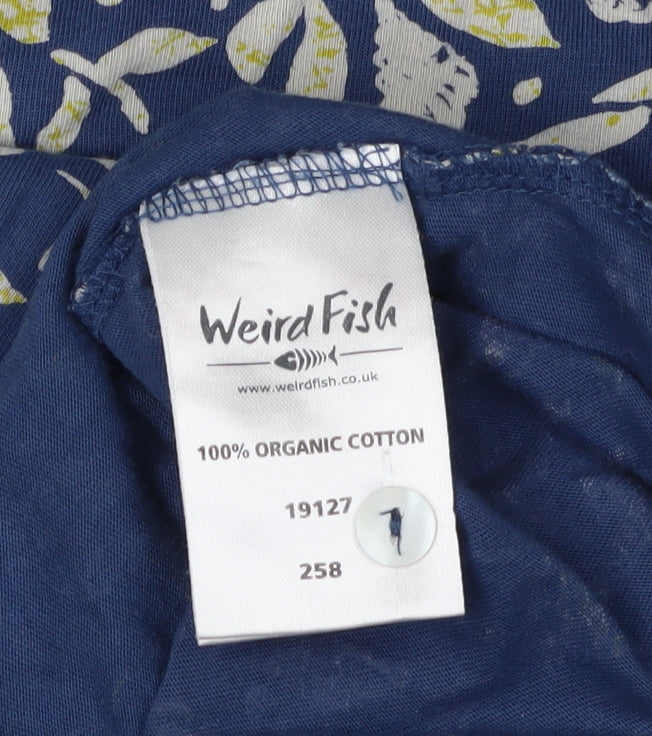 Weird Fish
www.weirdfish.co.uk
100% ORGANIC COTTON
19127
258